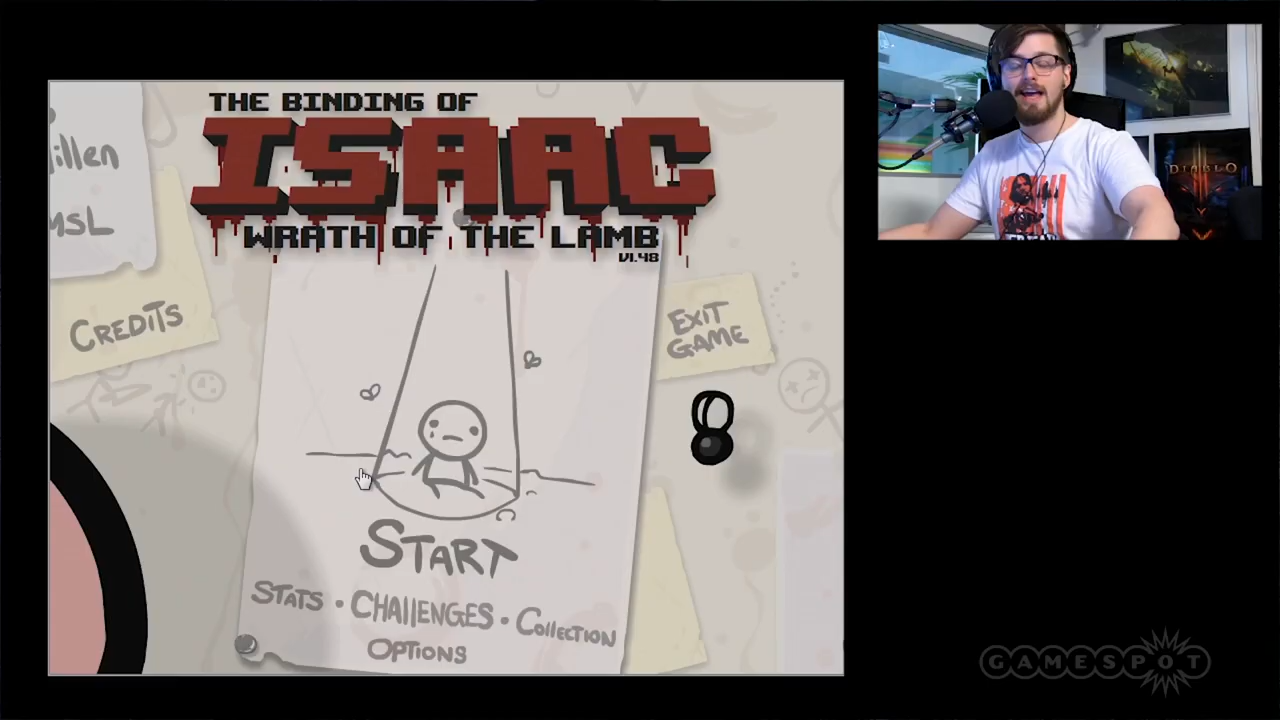 THE BINDING OF
ISAAC
WRATH OF THE LAMB
V1.48
MSL
CREDITS
EXIT
GAME
START
STATS • CHALLENGES • COLLECTION
OPTIONS
DIABLO
GAMESPOT